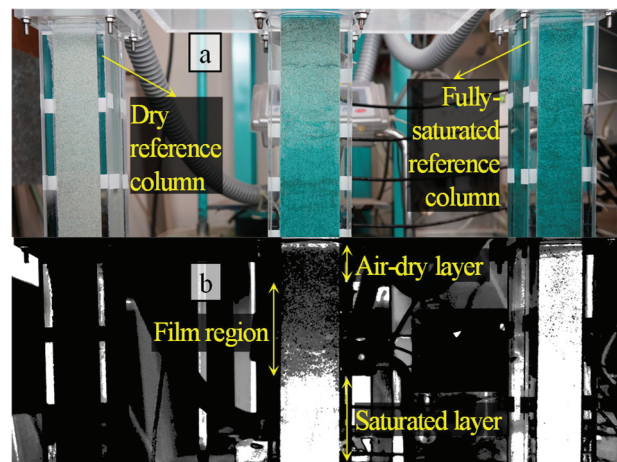 a
Dry
reference
column
Fully-
saturated
reference
column
b
Air-dry layer
Film region
Saturated layer